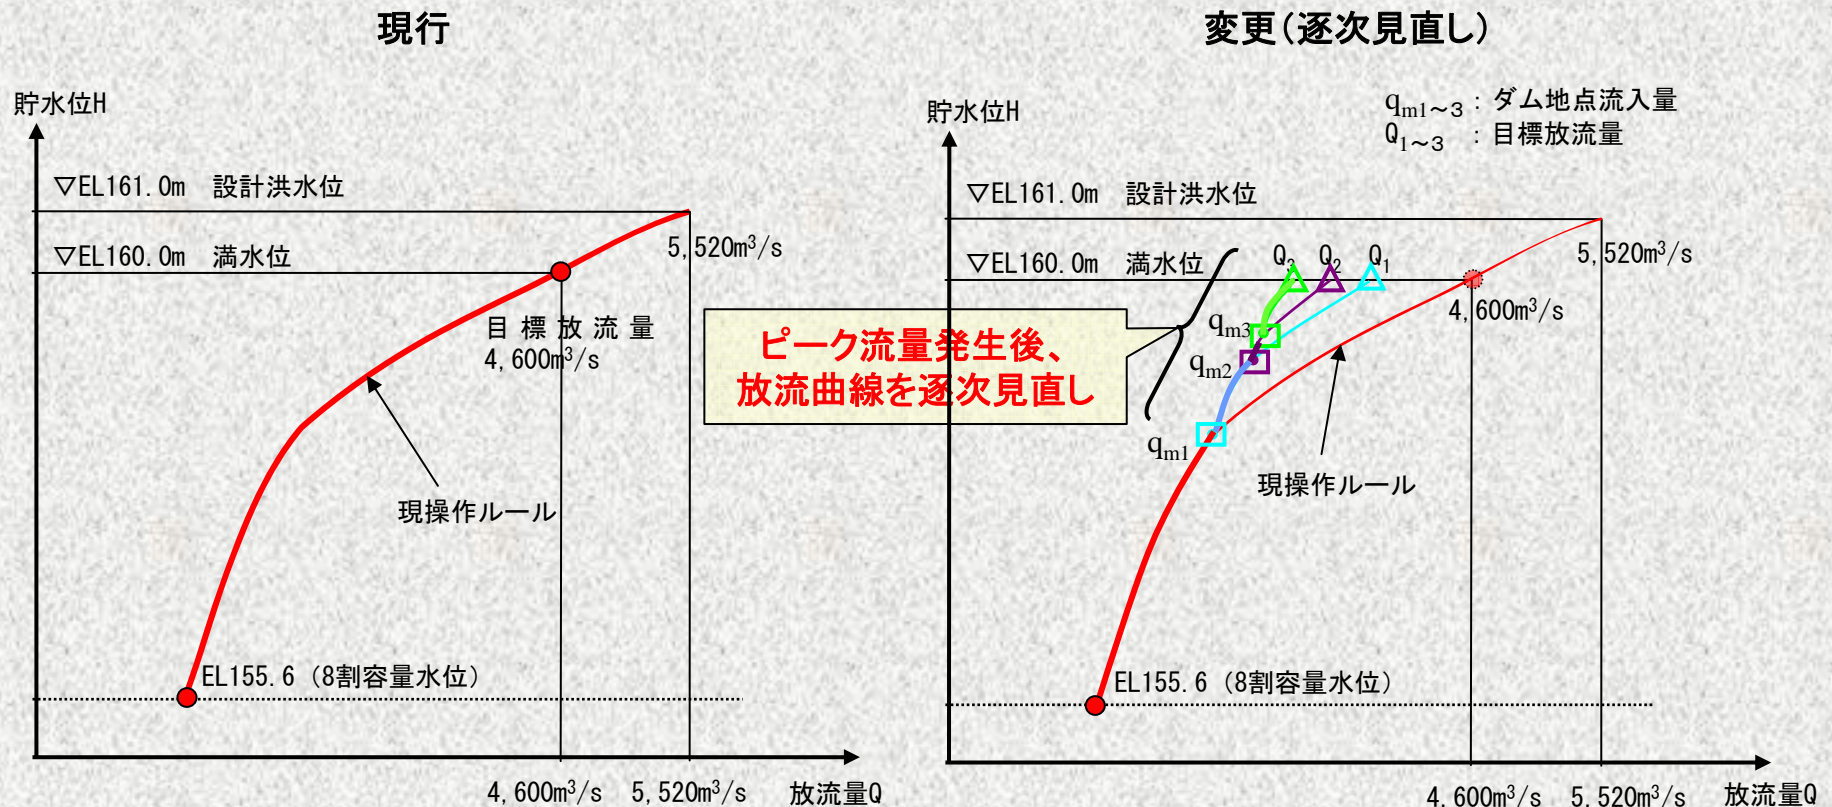 現行
貯水位H
▽EL161.0m 設計洪水位
5,520m³/s
▽EL160.0m 満水位
目標放流量
4,600m³/s
現操作ルール
EL155.6（8割容量水位）
4,600m³/s 5,520m³/s 放流量Q
変更（逐次見直し）
qm1～3：ダム地点流入量
Q1～3：目標放流量
貯水位H
▽EL161.0m 設計洪水位
▽EL160.0m 満水位
Q3 Q2 Q1
5,520m³/s
4,600m³/s
ピーク流量発生後、
放流曲線を逐次見直し
qm3
qm2
qm1
現操作ルール
EL155.6（8割容量水位）
4,600m³/s 5,520m³/s 放流量Q